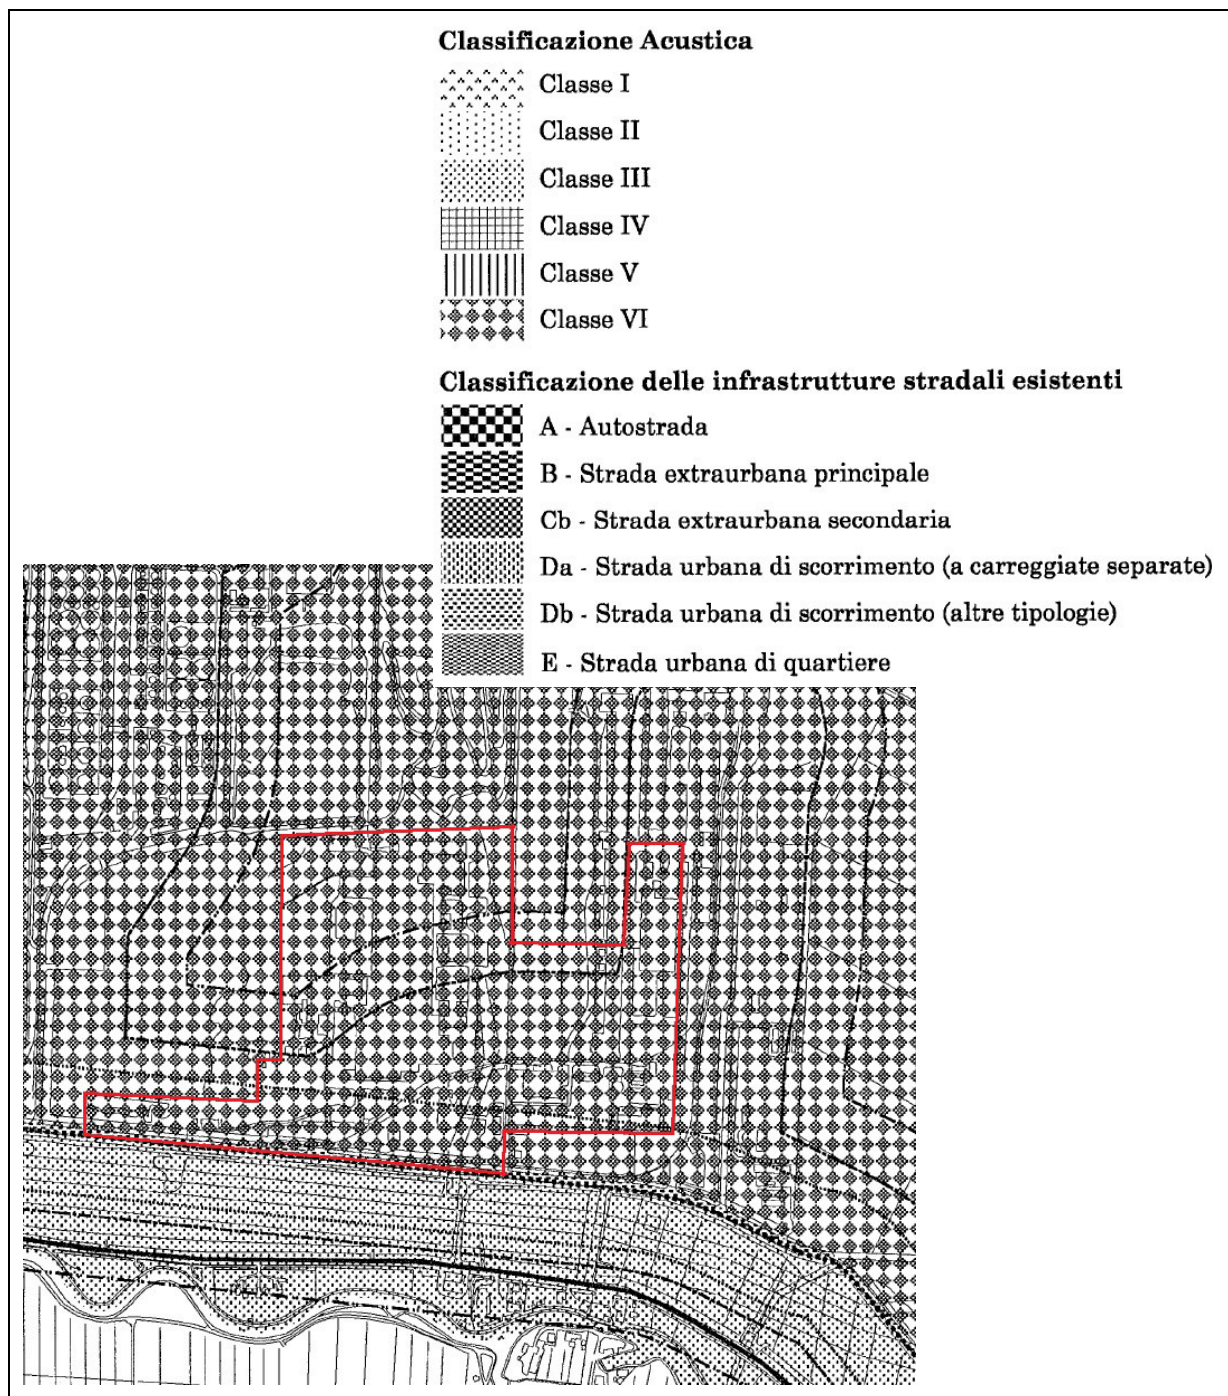 Classificazione Acustica
Classe I
Classe II
Classe III
Classe IV
Classe V
Classe VI
Classificazione delle infrastrutture stradali esistenti
A - Autostrada
B - Strada extraurbana principale
Cb - Strada extraurbana secondaria
Da - Strada urbana di scorrimento (a carreggiate separate)
Db - Strada urbana di scorrimento (altre tipologie)
E - Strada urbana di quartiere